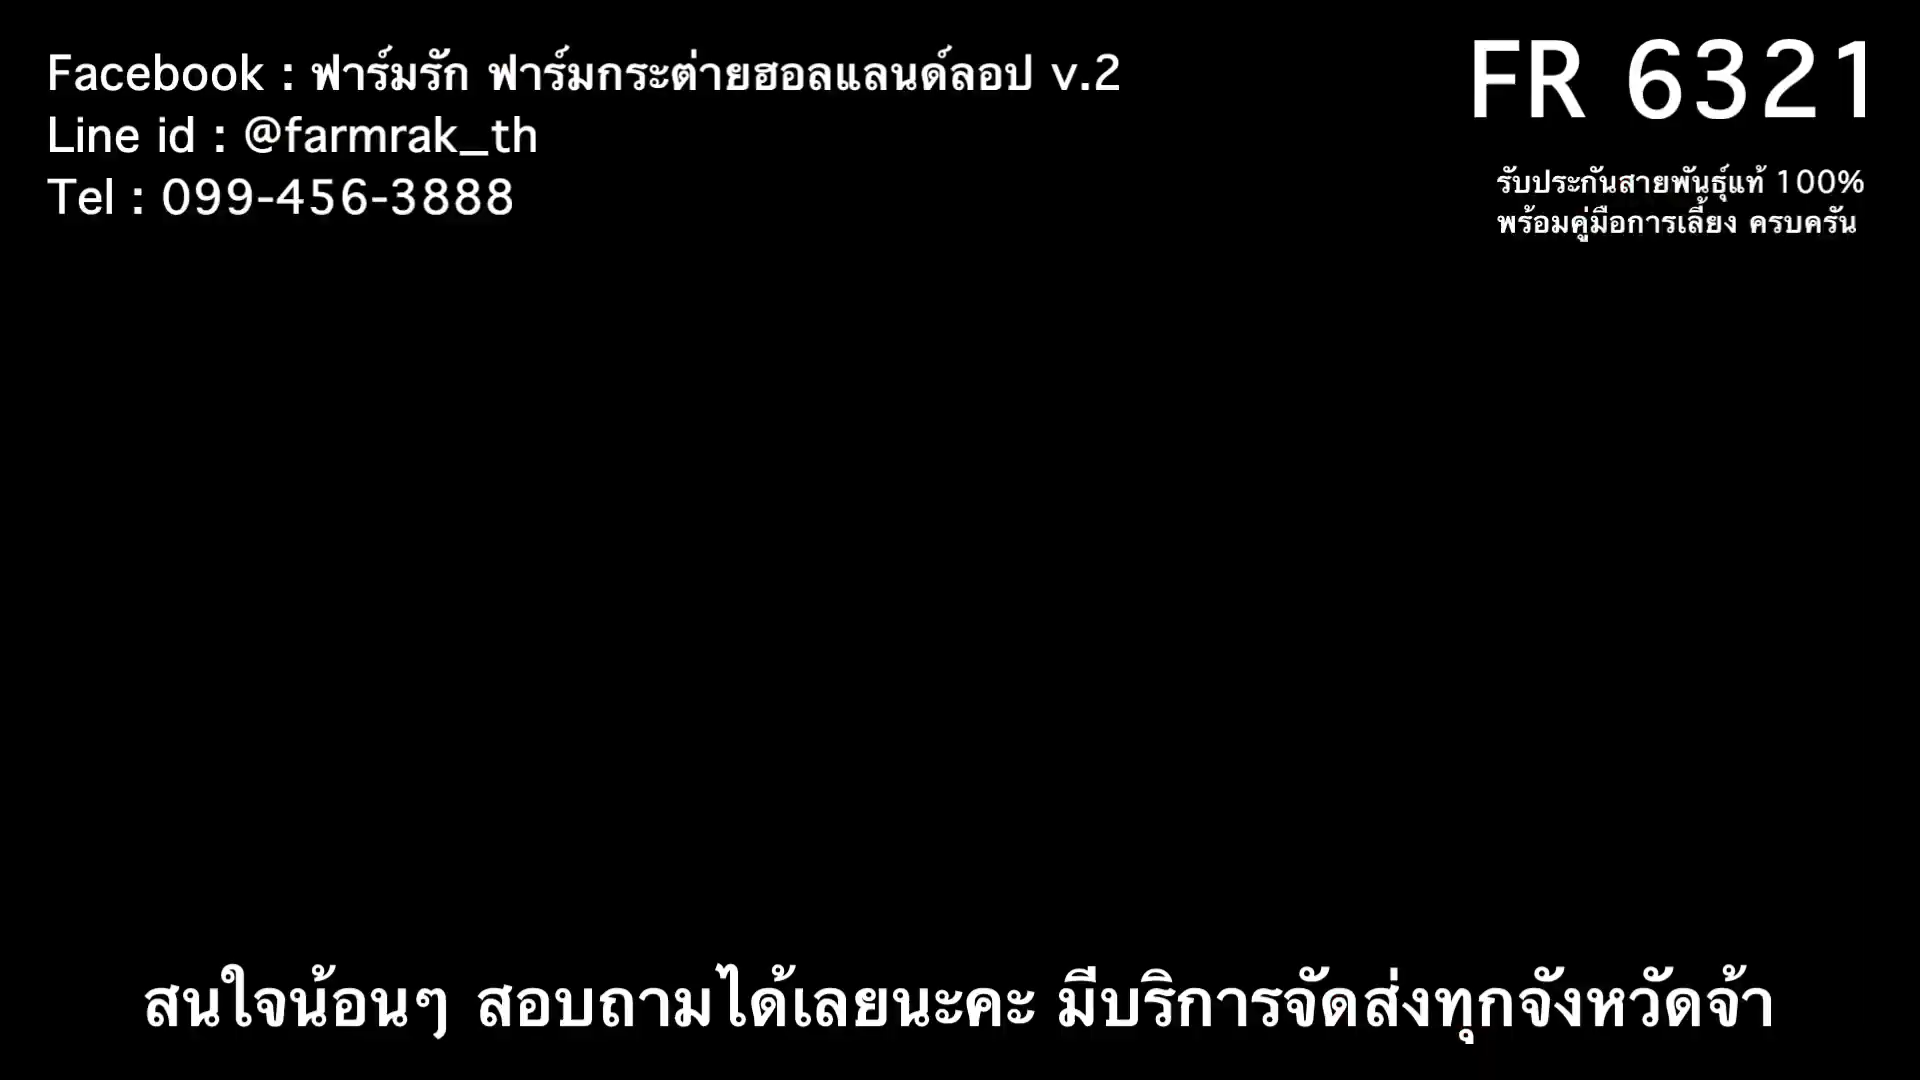 Facebook : ฟาร์มรัก ฟาร์มกระต่ายฮอลแลนด์ลอป v.2
Line id : @farmrak_th
Tel : 099-456-3888
FR 6321
รับประกันสายพันธุ์แท้ 100%
พร้อมคู่มือการเลี้ยง ครบครัน
สนใจน้อนๆ สอบถามได้เลยนะคะ มีบริการจัดส่งทุกจังหวัดจ้า